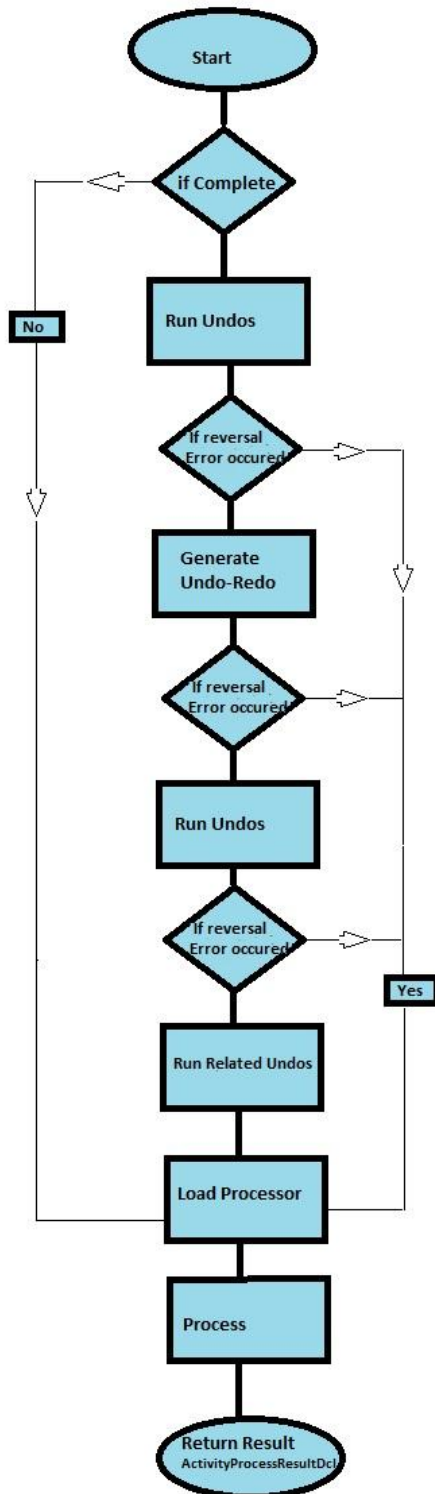 Start
if Complete
No
Run Undos
If reversal
Error occured!
Generate
Undo-Redo
If reversal
Error occured!
Run Undos
If reversal
Error occured!
Yes
Run Related Undos
Load Processor
Process
Return Result
ActivityProcessResultDcl